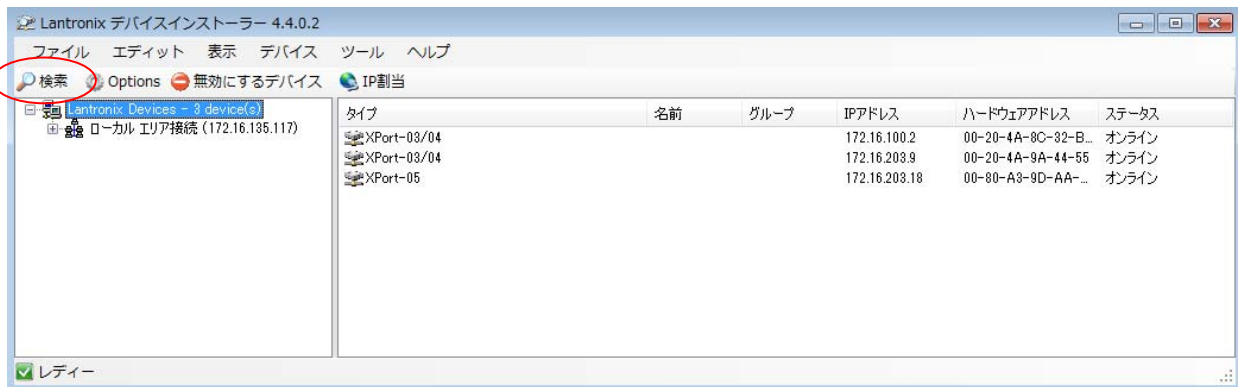 Lantronix デバイスインストーラー 4.4.0.2
ファイル エディット 表示 デバイス ツール ヘルプ
検索 Options 無効にするデバイス IP割当
Lantronix Devices - 3 device(s)
ローカル エリア接続 (172.16.135.117)
タイプ 名前 グループ IPアドレス ハードウェアアドレス ステータス
XPort-03/04 172.16.100.2 00-20-4A-8C-32-B... オンライン
XPort-03/04 172.16.203.9 00-20-4A-9A-44-55 オンライン
XPort-05 172.16.203.18 00-80-A3-9D-AA-... オンライン
レディー